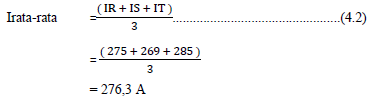 Irata-rata = ( IR + IS + IT ) / 3 ..........................................(4.2)
= ( 275 + 269 + 285 ) / 3
= 276,3 A